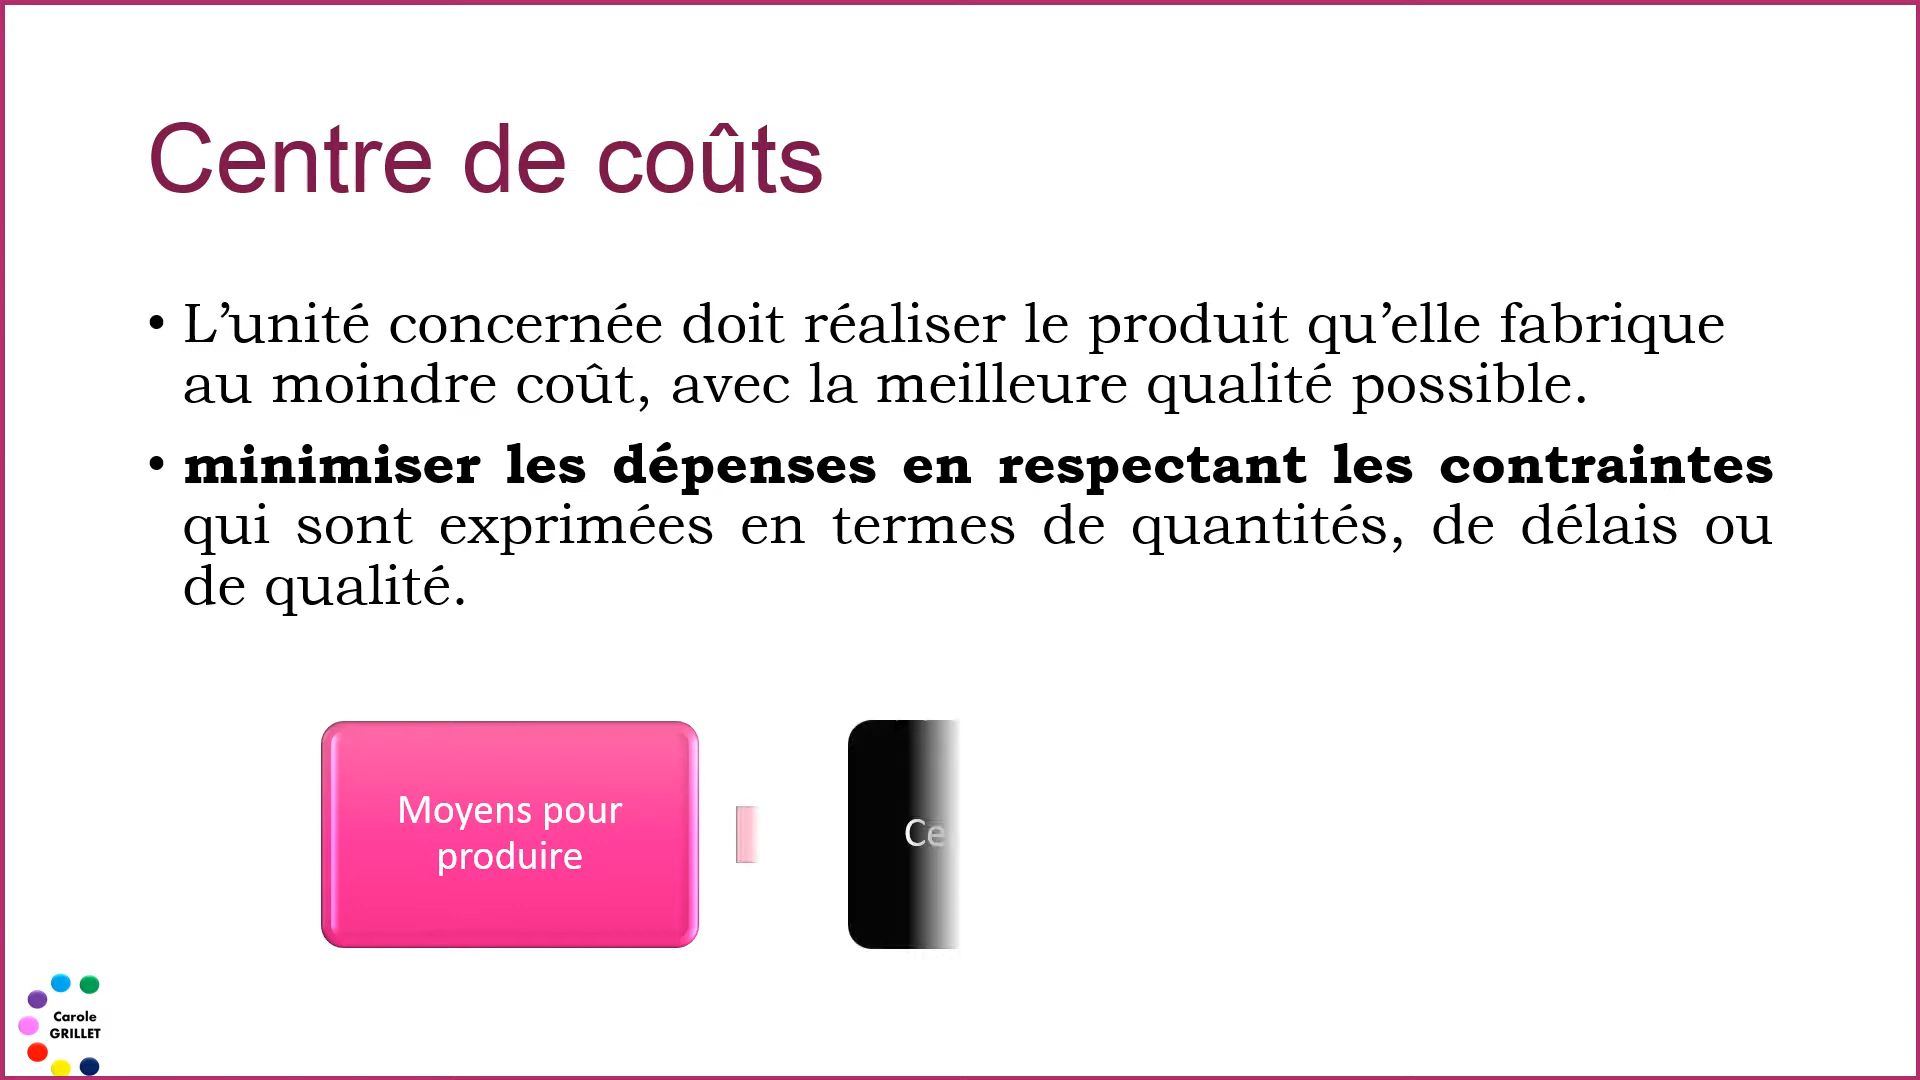 Centre de coûts
• L’unité concernée doit réaliser le produit qu’elle fabrique
au moindre coût, avec la meilleure qualité possible.
• minimiser les dépenses en respectant les contraintes
qui sont exprimées en termes de quantités, de délais ou
de qualité.
Moyens pour
produire
Carole
GRILLET